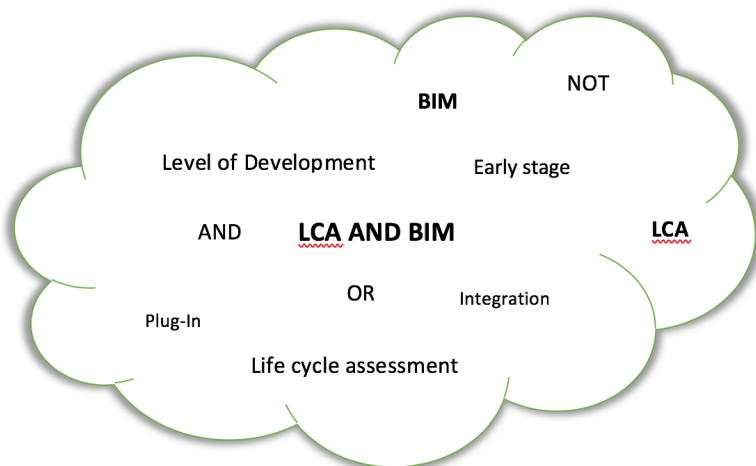 NOT
BIM
Level of Development
Early stage
AND
LCA AND BIM
LCA
OR
Integration
Plug-In
Life cycle assessment